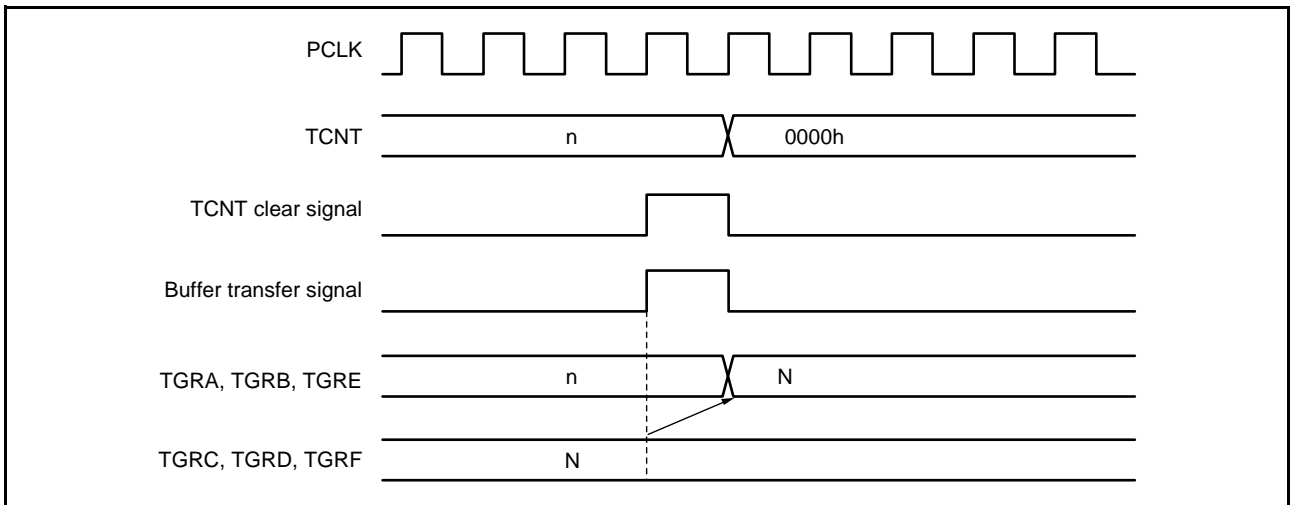 PCLK
TCNT n 0000h
TCNT clear signal
Buffer transfer signal
TGRA, TGRB, TGRE n N
TGRC, TGRD, TGRF N